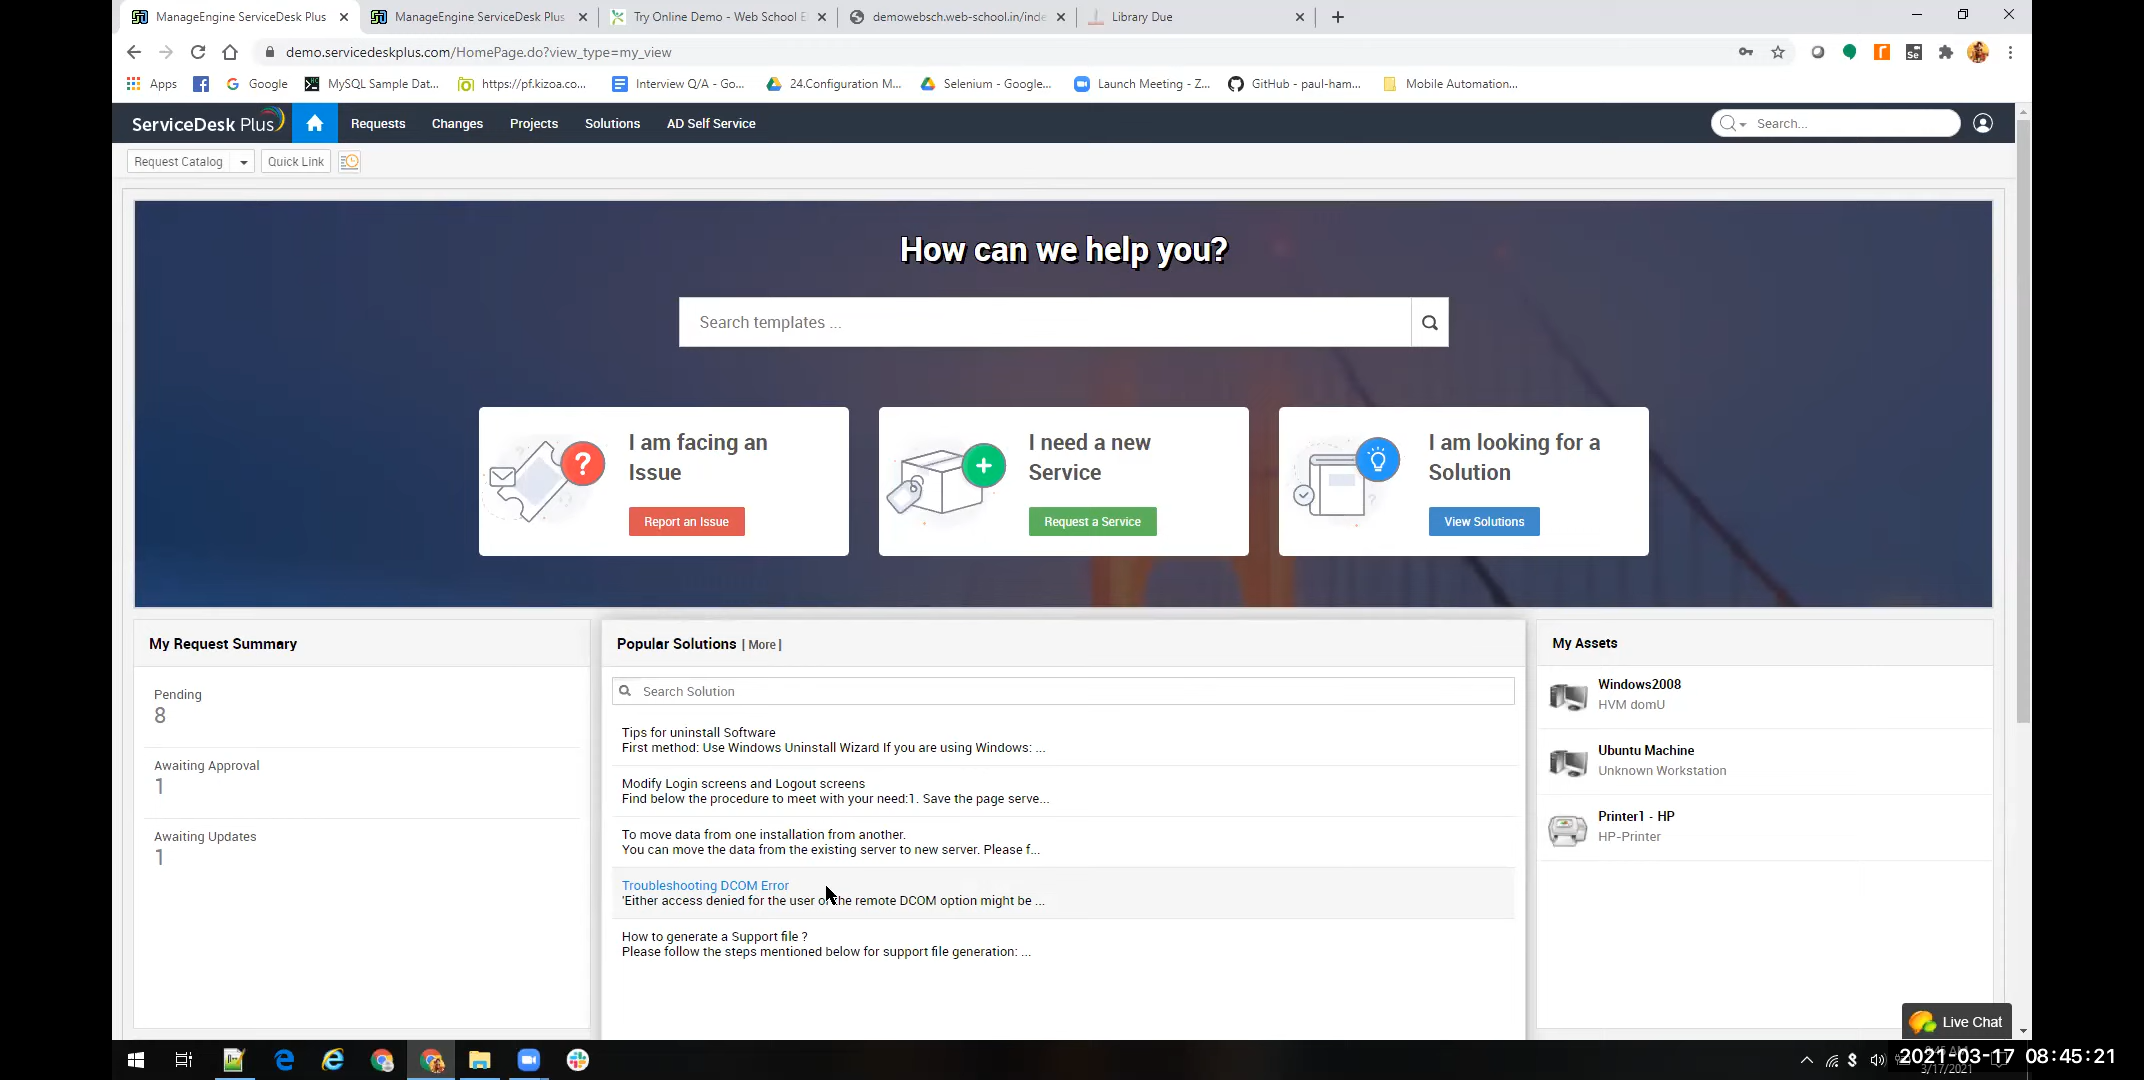 ManageEngine ServiceDesk Plus
ManageEngine ServiceDesk Plus
Try Online Demo - Web School E
demowebsch.web-school.in/inde
Library Due
demo.servicedeskplus.com/HomePage.do?view_type=my_view
Apps
Google
MySQL Sample Dat...
https://pf.kizoa.co...
Interview Q/A - Go...
24.Configuration M...
Selenium - Google...
Launch Meeting - Z...
GitHub - paul-ham...
Mobile Automation...
ServiceDesk Plus
Requests
Changes
Projects
Solutions
AD Self Service
Search...
Request Catalog
Quick Link
How can we help you?
Search templates ...
I am facing an
Issue
Report an Issue
I need a new
Service
Request a Service
I am looking for a
Solution
View Solutions
My Request Summary
Pending
8
Awaiting Approval
1
Awaiting Updates
1
Popular Solutions | More |
Search Solution
Tips for uninstall Software
First method: Use Windows Uninstall Wizard If you are using Windows: ...
Modify Login screens and Logout screens
Find below the procedure to meet with your need:1. Save the page serve...
To move data from one installation from another.
You can move the data from the existing server to new server. Please f...
Troubleshooting DCOM Error
'Either access denied for the user or the remote DCOM option might be ...
How to generate a Support file ?
Please follow the steps mentioned below for support file generation: ...
My Assets
Windows2008
HVM domU
Ubuntu Machine
Unknown Workstation
Printer1 - HP
HP-Printer
Live Chat
2021-03-17 08:45:21
3/17/2021